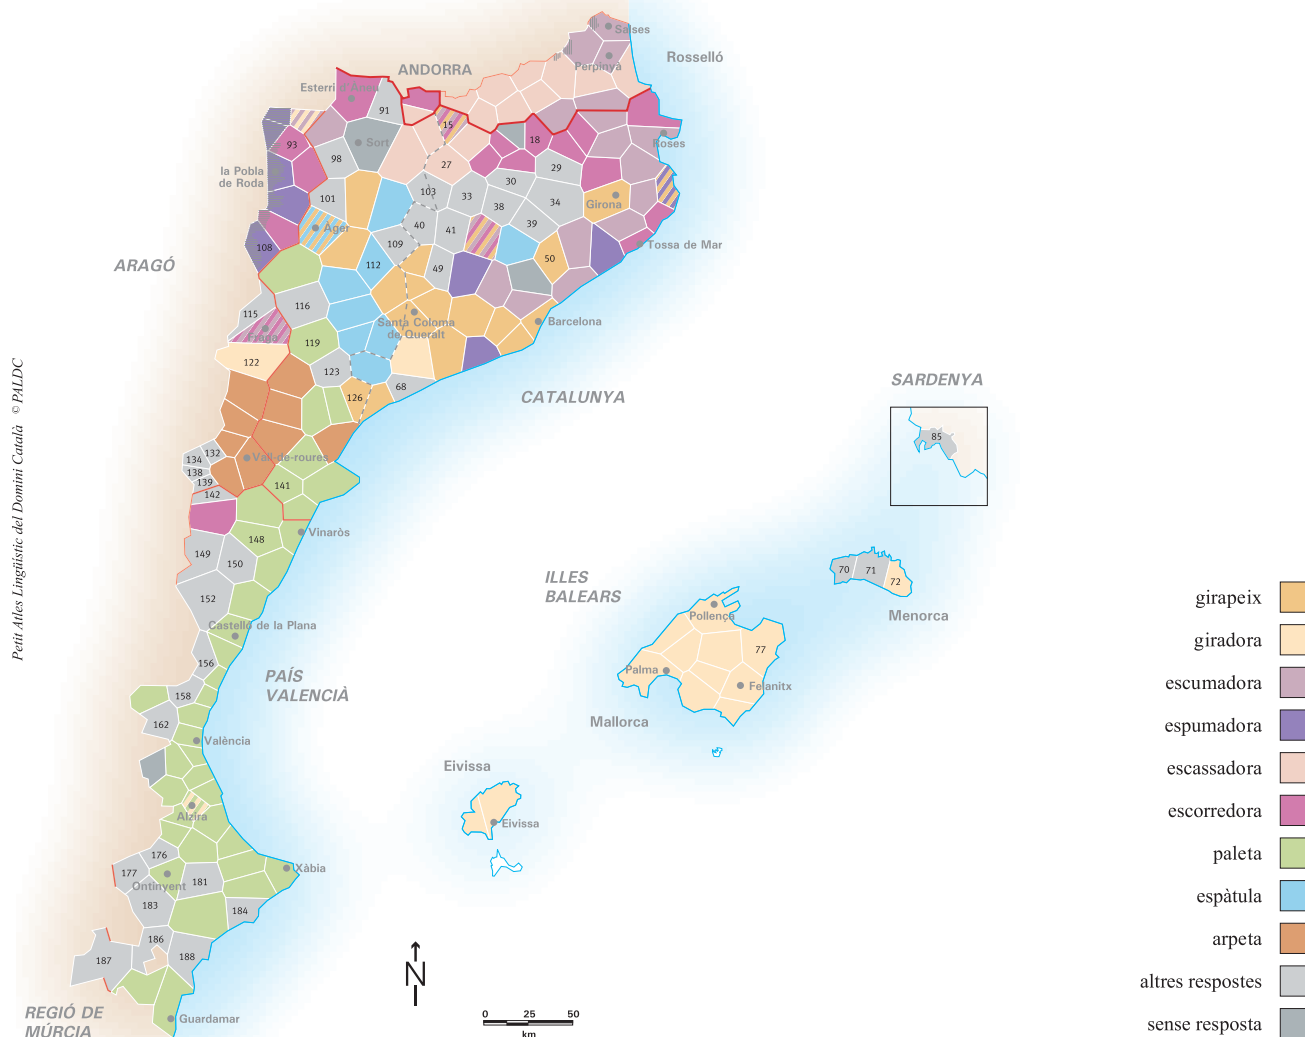 Salses
Rosselló
Perpinyà
ANDORRA
Esterri d'Àneu
91
15
18
Roses
93
Sort
98
27
29
la Pobla
de Roda
103
30
101
33
34
Girona
38
Àger
40
41
39
109
Tossa de Mar
108
50
ARAGÓ
112
49
116
115
Santa Coloma
de Queralt
Barcelona
Fraga
119
122
123
68
126
CATALUNYA
SARDENYA
85
132
134
Vall-de-roures
138
139
141
142
Vinaròs
148
149
150
152
ILLES
BALEARS
70
71
72
Menorca
Pollença
Castelló de la Plana
156
77
Palma
Felanitx
PAÍS
VALENCIÀ
158
162
Mallorca
València
Eivissa
Alzira
Eivissa
176
177
Xàbia
181
Ontinyent
183
184
186
187
188
N
REGIÓ DE
MÚRCIA
Guardamar
0 25 50
km
Petit Atles Lingüístic del Domini Català © PALDC
girapeix
giradora
escumadora
espumadora
escassadora
escorredora
paleta
espàtula
arpeta
altres respostes
sense resposta